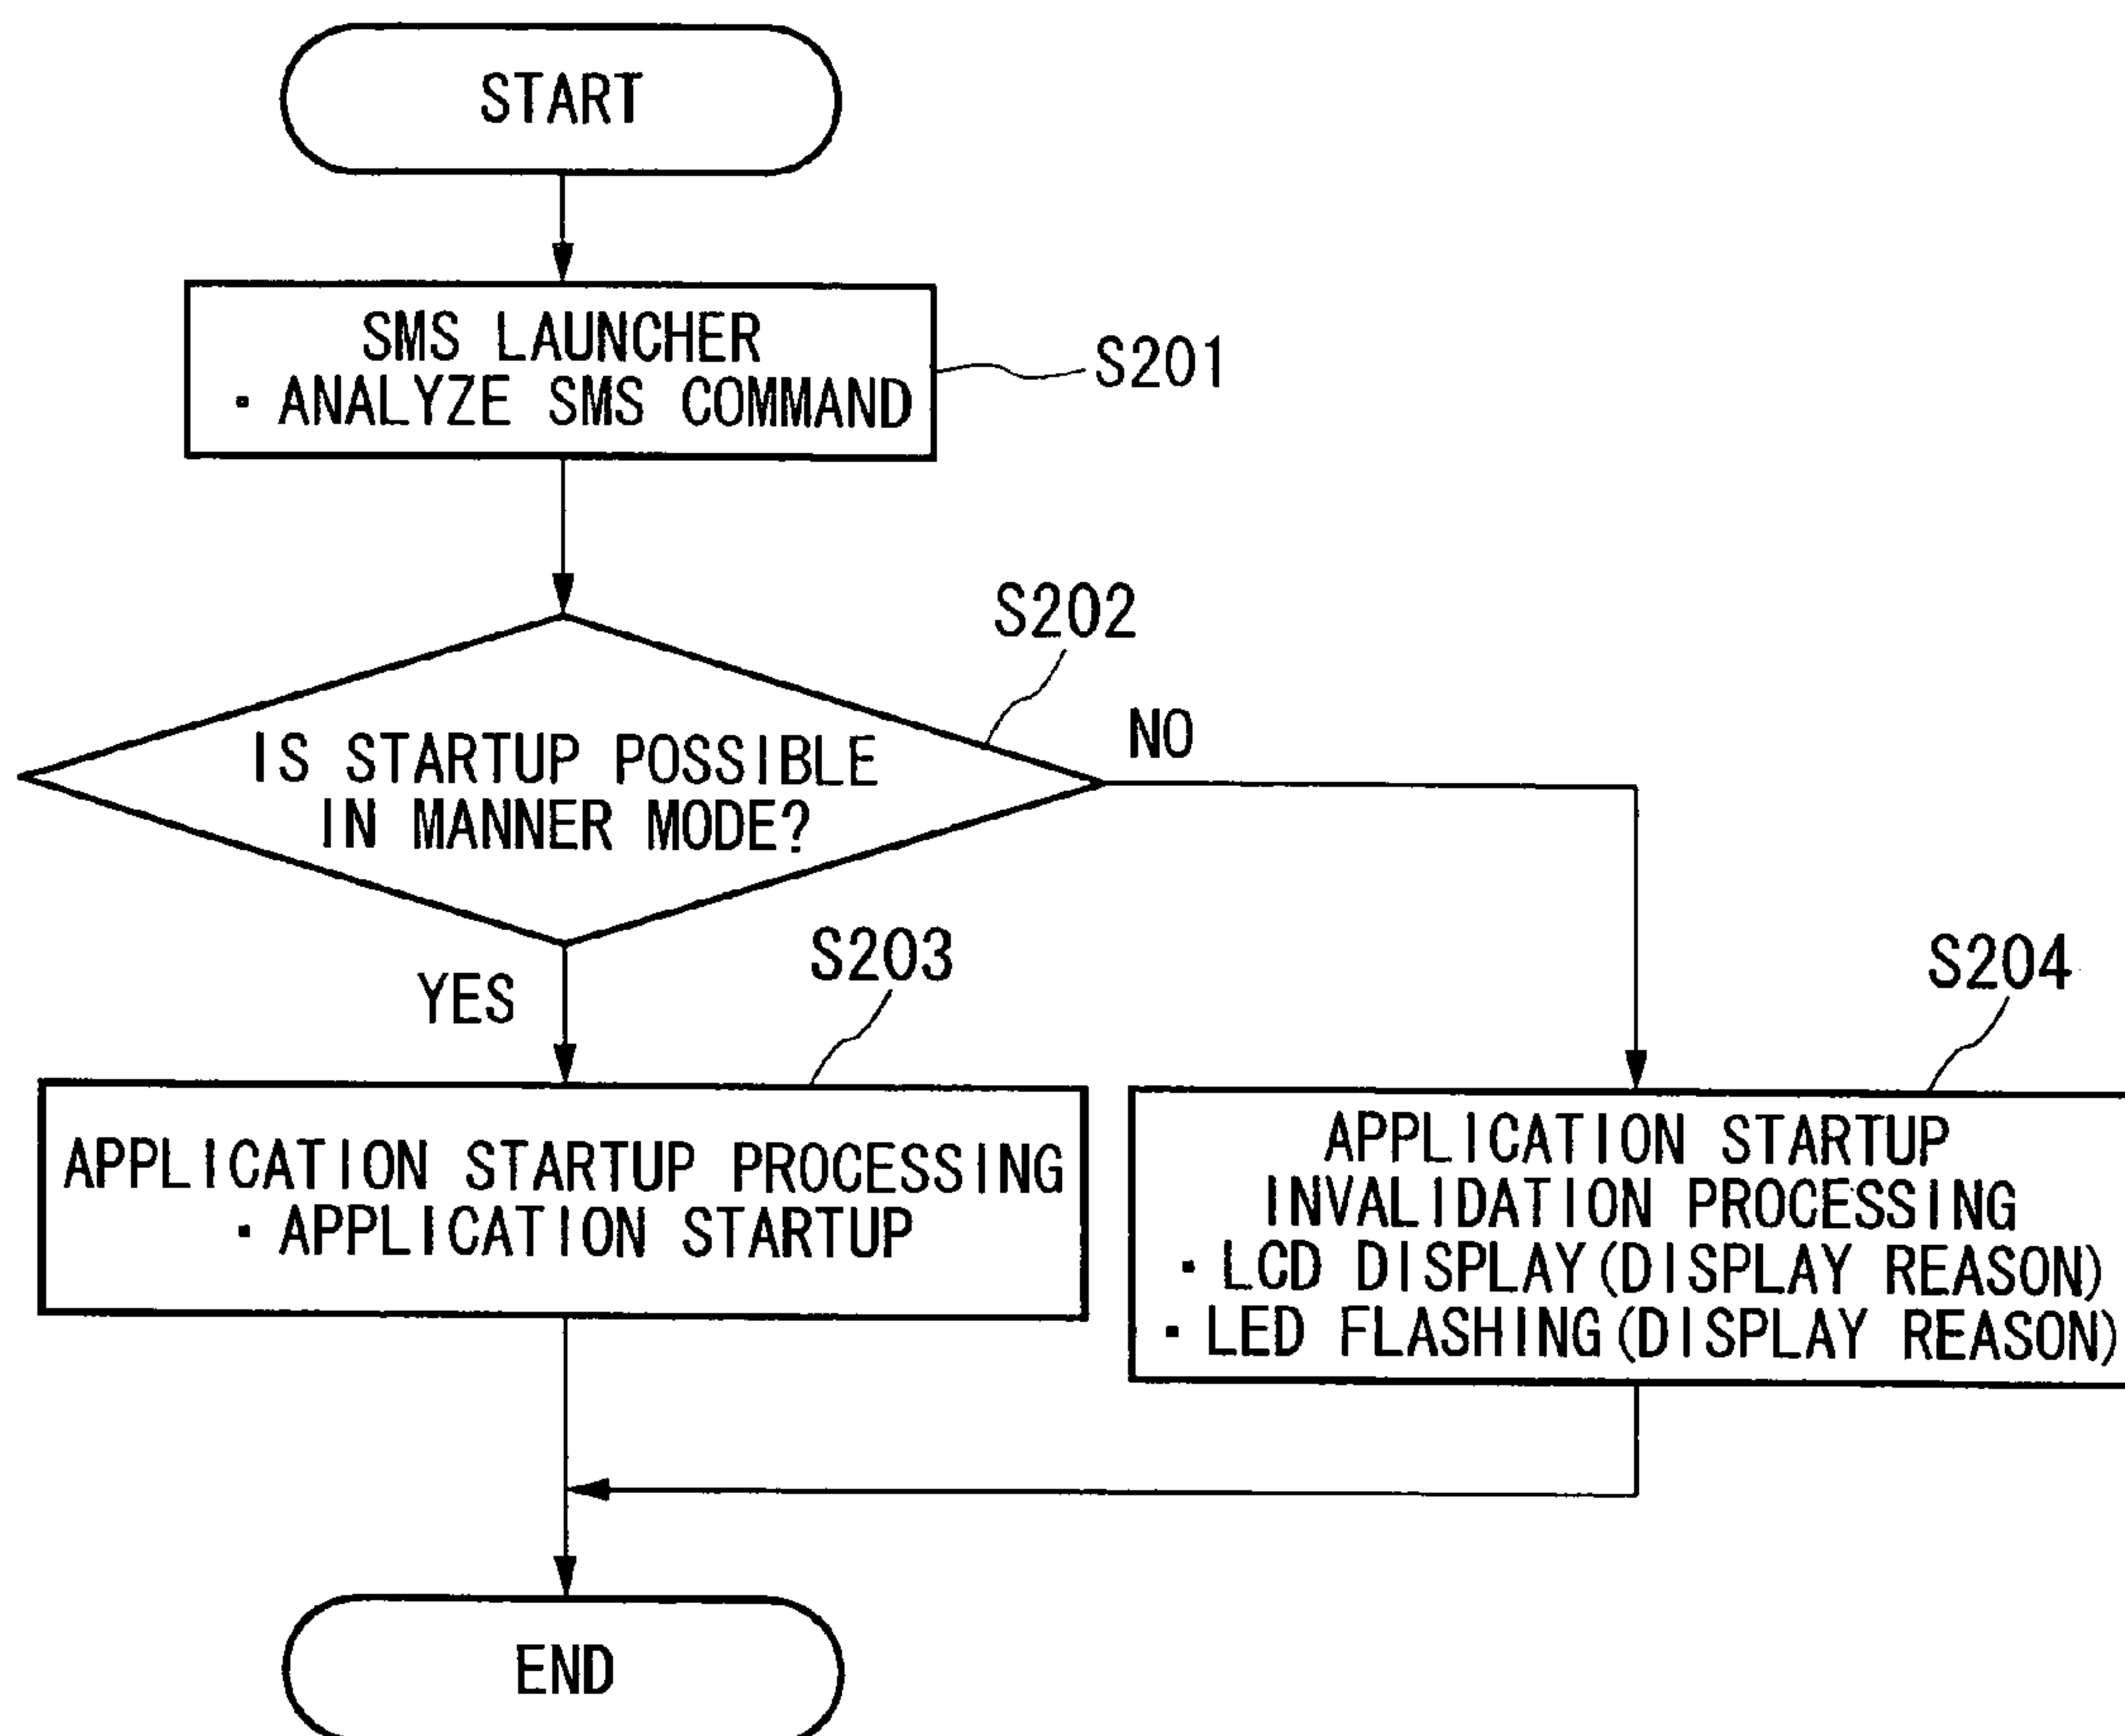 START
SMS LAUNCHER
・ANALYZE SMS COMMAND
S201
S202
IS STARTUP POSSIBLE
IN MANNER MODE?
NO
YES
S203
APPLICATION STARTUP PROCESSING
・APPLICATION STARTUP
S204
APPLICATION STARTUP
INVALIDATION PROCESSING
・LCD DISPLAY(DISPLAY REASON)
・LED FLASHING(DISPLAY REASON)
END